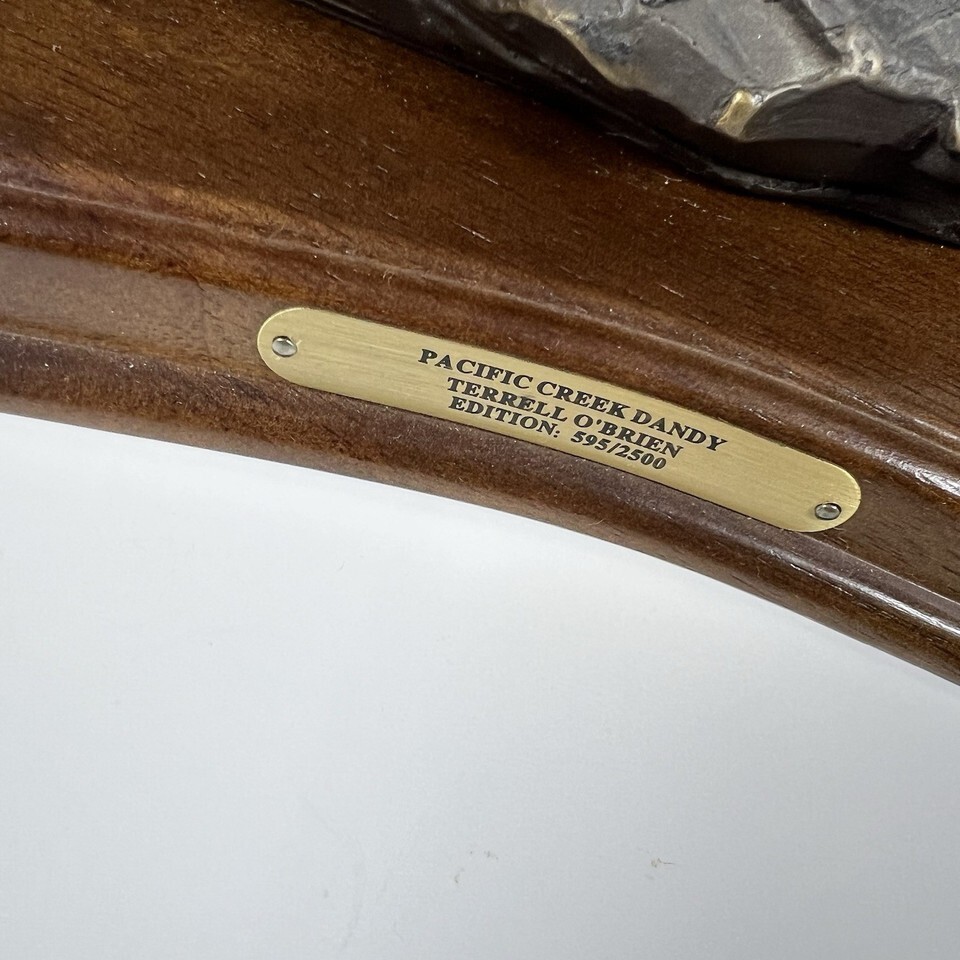 PACIFIC CREEK DANDY
TERRELL O'BRIEN
EDITION: 595/2500